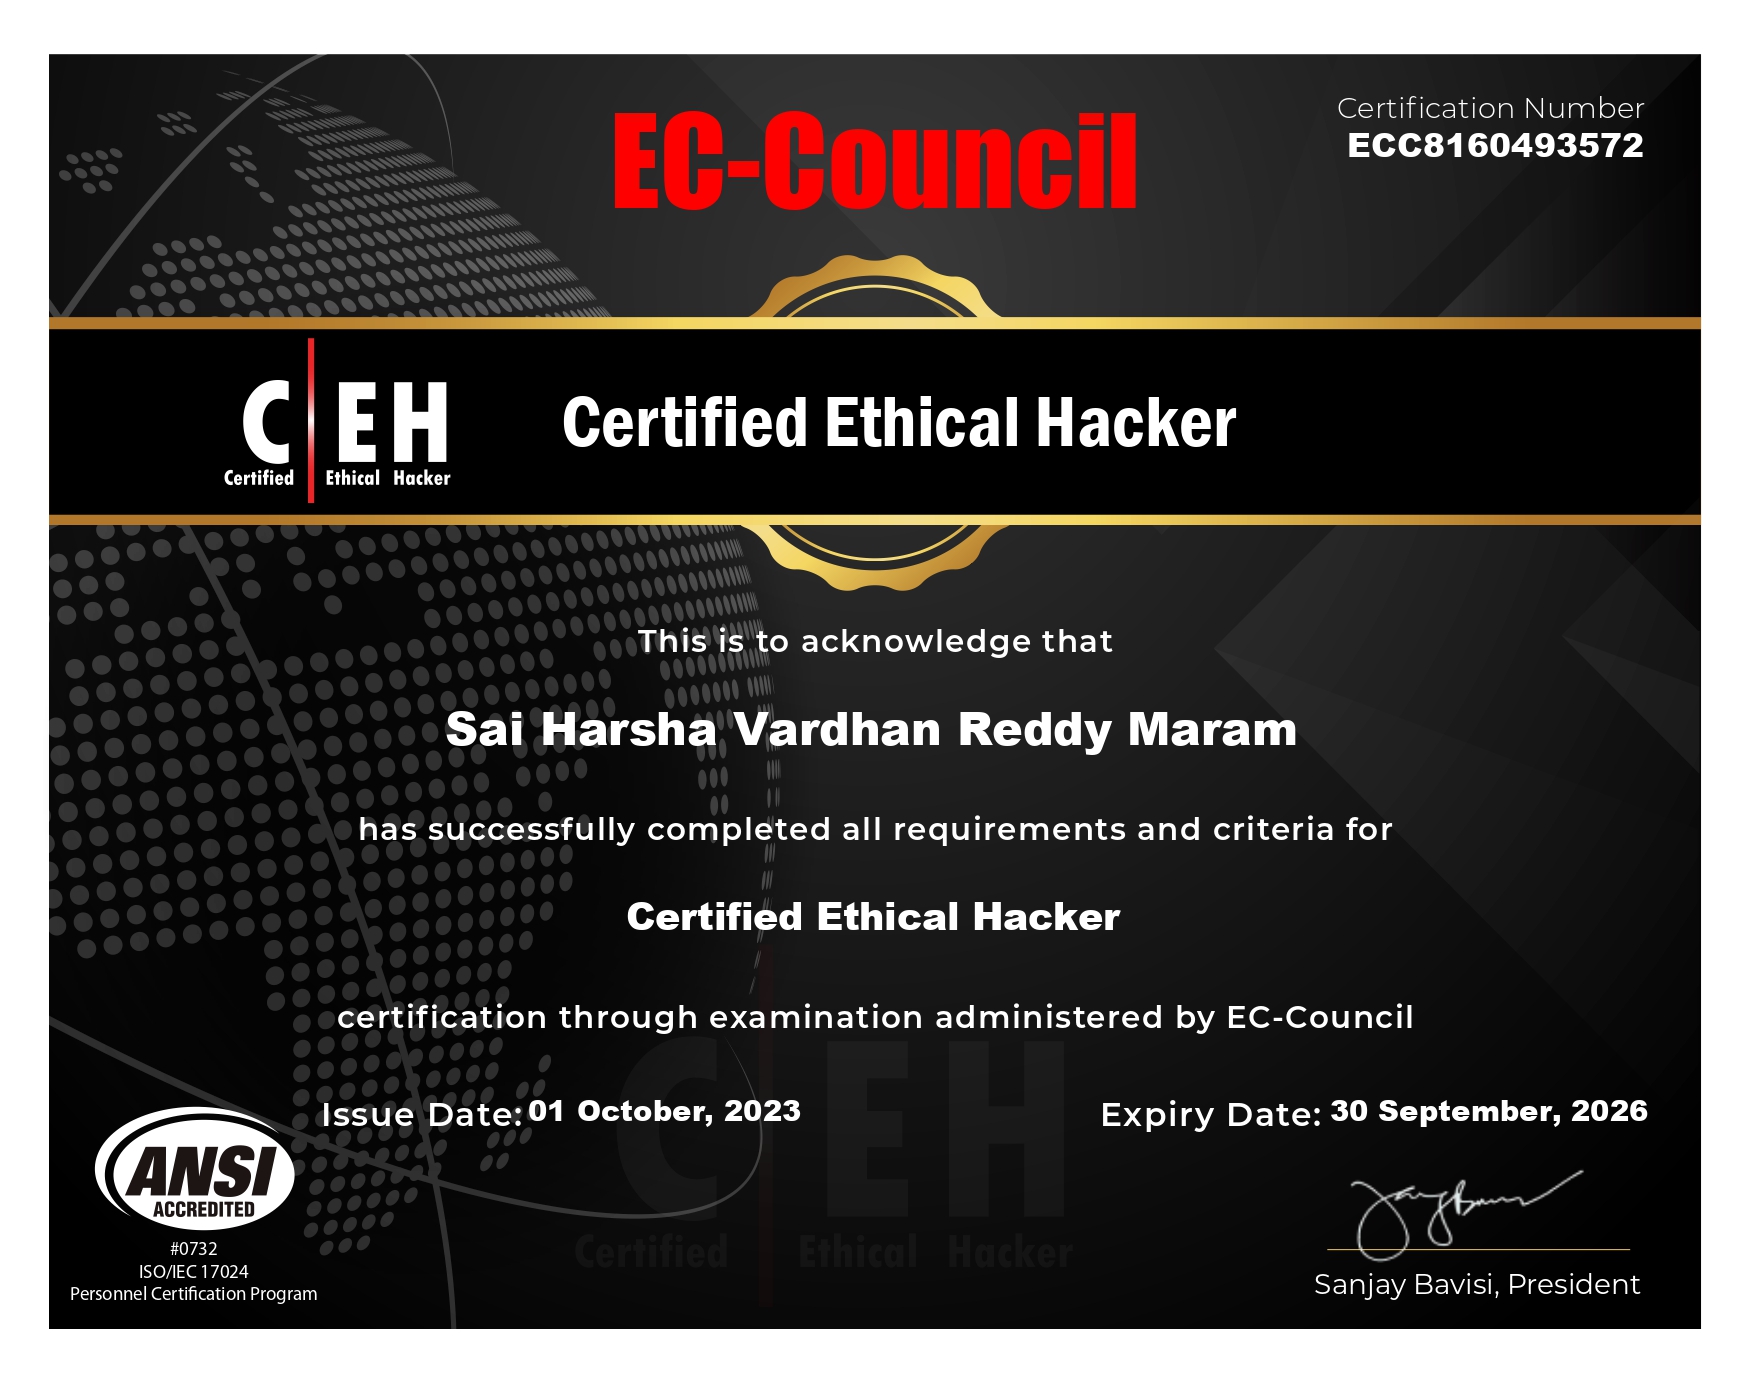 EC-Council
Certification Number
ECC8160493572
C EH
Certified Ethical Hacker
Certified Ethical Hacker
This is to acknowledge that
Sai Harsha Vardhan Reddy Maram
has successfully completed all requirements and criteria for
Certified Ethical Hacker
certification through examination administered by EC-Council
Issue Date: 01 October, 2023
Expiry Date: 30 September, 2026
C EH
Certified Ethical Hacker
ANSI
ACCREDITED
#0732
ISO/IEC 17024
Personnel Certification Program
Sanjay Bavisi, President